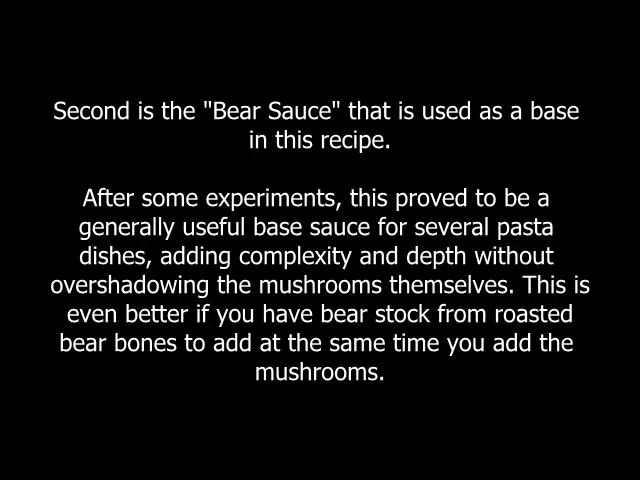 Second is the "Bear Sauce" that is used as a base
in this recipe.
After some experiments, this proved to be a
generally useful base sauce for several pasta
dishes, adding complexity and depth without
overshadowing the mushrooms themselves. This is
even better if you have bear stock from roasted
bear bones to add at the same time you add the
mushrooms.